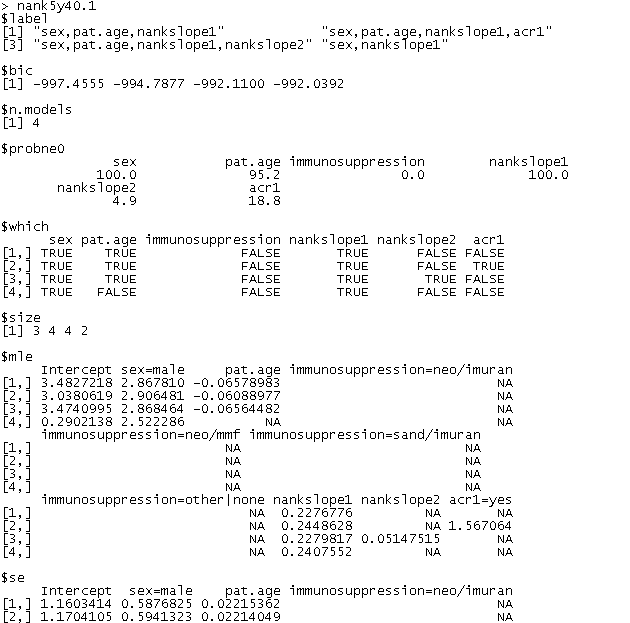 > nank5y40.1
$label
[1] "sex,pat.age,nankslope1" "sex,pat.age,nankslope1,acr1"
[3] "sex,pat.age,nankslope1,nankslope2" "sex,nankslope1"
$bic
[1] -997.4555 -994.7877 -992.1100 -992.0392
$n.models
[1] 4
$probne0
sex pat.age immunosuppression nankslope1
100.0 95.2 0.0 100.0
nankslope2 acr1
4.9 18.8
$which
sex pat.age immunosuppression nankslope1 nankslope2 acr1
[1,] TRUE TRUE FALSE TRUE FALSE FALSE
[2,] TRUE TRUE FALSE TRUE FALSE TRUE
[3,] TRUE TRUE FALSE TRUE TRUE FALSE
[4,] TRUE FALSE FALSE TRUE FALSE FALSE
$size
[1] 3 4 4 2
$mle
Intercept sex=male pat.age immunosuppression=neo/imuran
[1,] 3.4827218 2.867810 -0.06578983 NA
[2,] 3.0380619 2.906481 -0.06088977 NA
[3,] 3.4740995 2.868464 -0.06564482 NA
[4,] 0.2902138 2.522286 NA NA
immunosuppression=neo/mmf immunosuppression=sand/imuran
[1,] NA NA
[2,] NA NA
[3,] NA NA
[4,] NA NA
immunosuppression=other|none nankslope1 nankslope2 acr1=yes
[1,] NA 0.2276776 NA NA
[2,] NA 0.2448628 NA 1.567064
[3,] NA 0.2279817 0.05147515 NA
[4,] NA 0.2407552 NA NA
$se
Intercept sex=male pat.age immunosuppression=neo/imuran
[1,] 1.1603414 0.5876825 0.02215362 NA
[2,] 1.1704105 0.5941323 0.02214049 NA